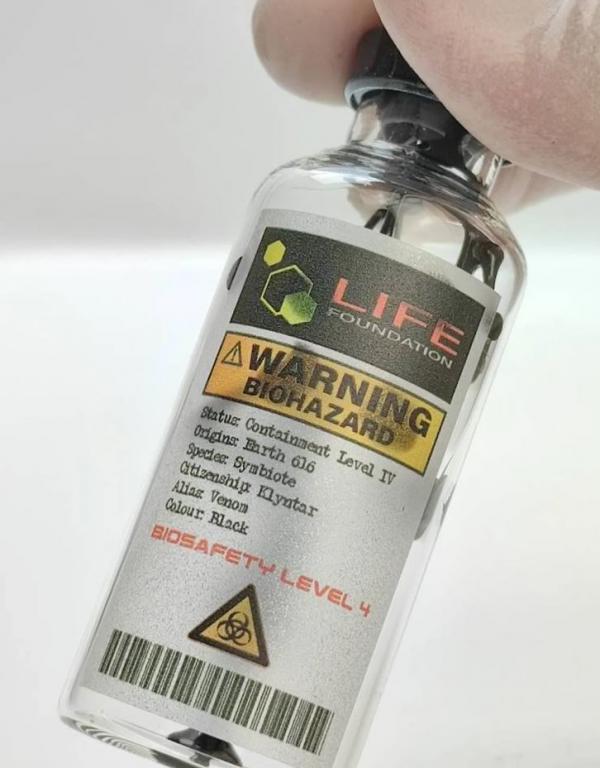 LIFE
FOUNDATION
WARNING
BIOHAZARD
Status: Containment Level IV
Origins: Earth 616
Species: Symbiote
Citizenship: Klyntar
Alias: Venom
Colour: Black
BIOSAFETY LEVEL 4